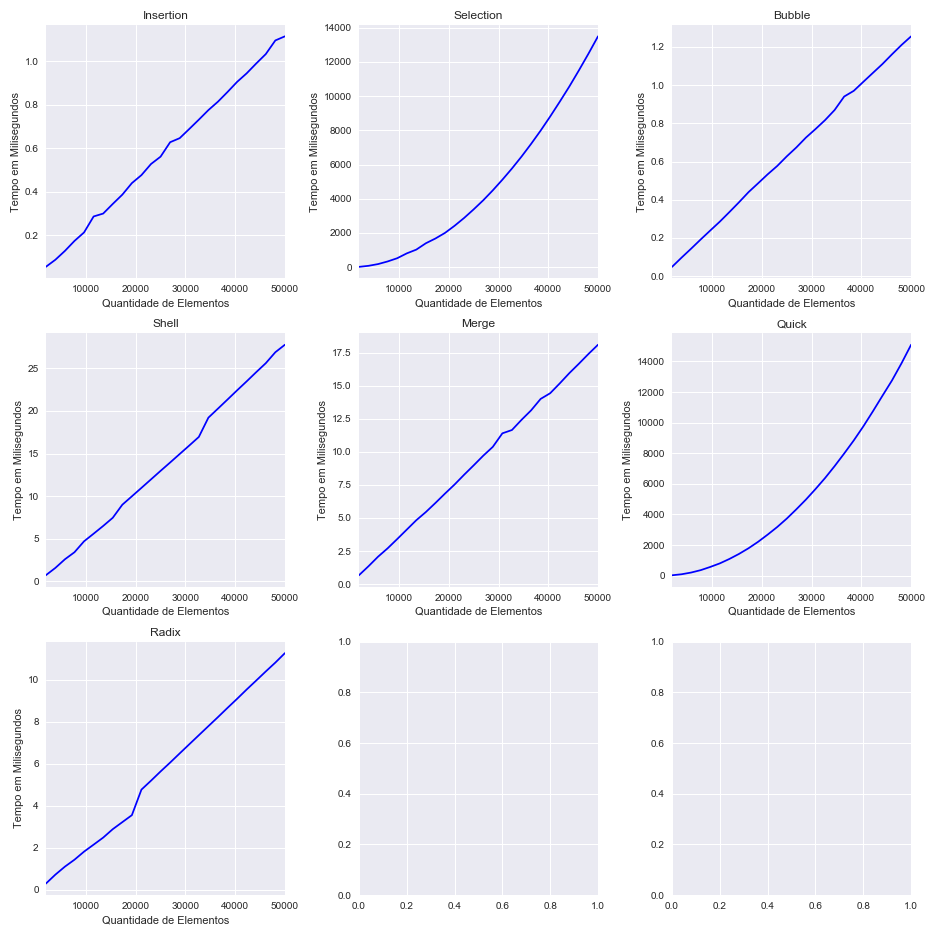 Insertion
Tempo em Milisegundos
1.0
0.8
0.6
0.4
0.2
10000 20000 30000 40000 50000
Quantidade de Elementos
Selection
Tempo em Milisegundos
14000
12000
10000
8000
6000
4000
2000
0
10000 20000 30000 40000 50000
Quantidade de Elementos
Bubble
Tempo em Milisegundos
1.2
1.0
0.8
0.6
0.4
0.2
0.0
10000 20000 30000 40000 50000
Quantidade de Elementos
Shell
Tempo em Milisegundos
25
20
15
10
5
0
10000 20000 30000 40000 50000
Quantidade de Elementos
Merge
Tempo em Milisegundos
17.5
15.0
12.5
10.0
7.5
5.0
2.5
0.0
10000 20000 30000 40000 50000
Quantidade de Elementos
Quick
Tempo em Milisegundos
14000
12000
10000
8000
6000
4000
2000
0
10000 20000 30000 40000 50000
Quantidade de Elementos
Radix
Tempo em Milisegundos
10
8
6
4
2
0
10000 20000 30000 40000 50000
Quantidade de Elementos
1.0
0.8
0.6
0.4
0.2
0.0
0.0 0.2 0.4 0.6 0.8 1.0
1.0
0.8
0.6
0.4
0.2
0.0
0.0 0.2 0.4 0.6 0.8 1.0